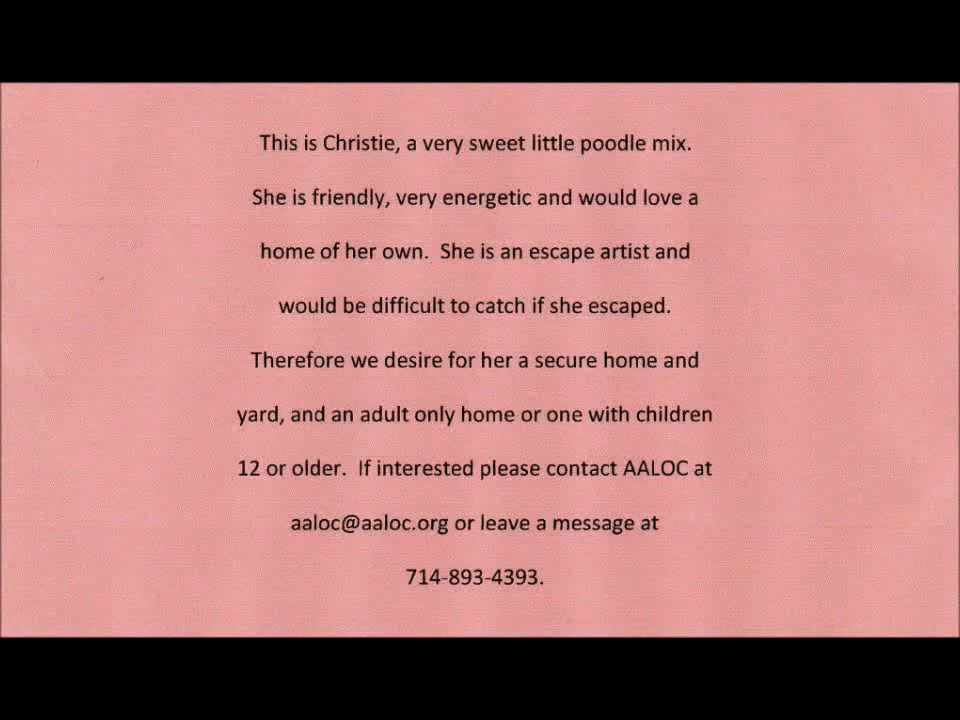 This is Christie, a very sweet little poodle mix.
She is friendly, very energetic and would love a
home of her own.  She is an escape artist and
would be difficult to catch if she escaped.
Therefore we desire for her a secure home and
yard, and an adult only home or one with children
12 or older.  If interested please contact AALOC at
aaloc@aaloc.org or leave a message at
714-893-4393.